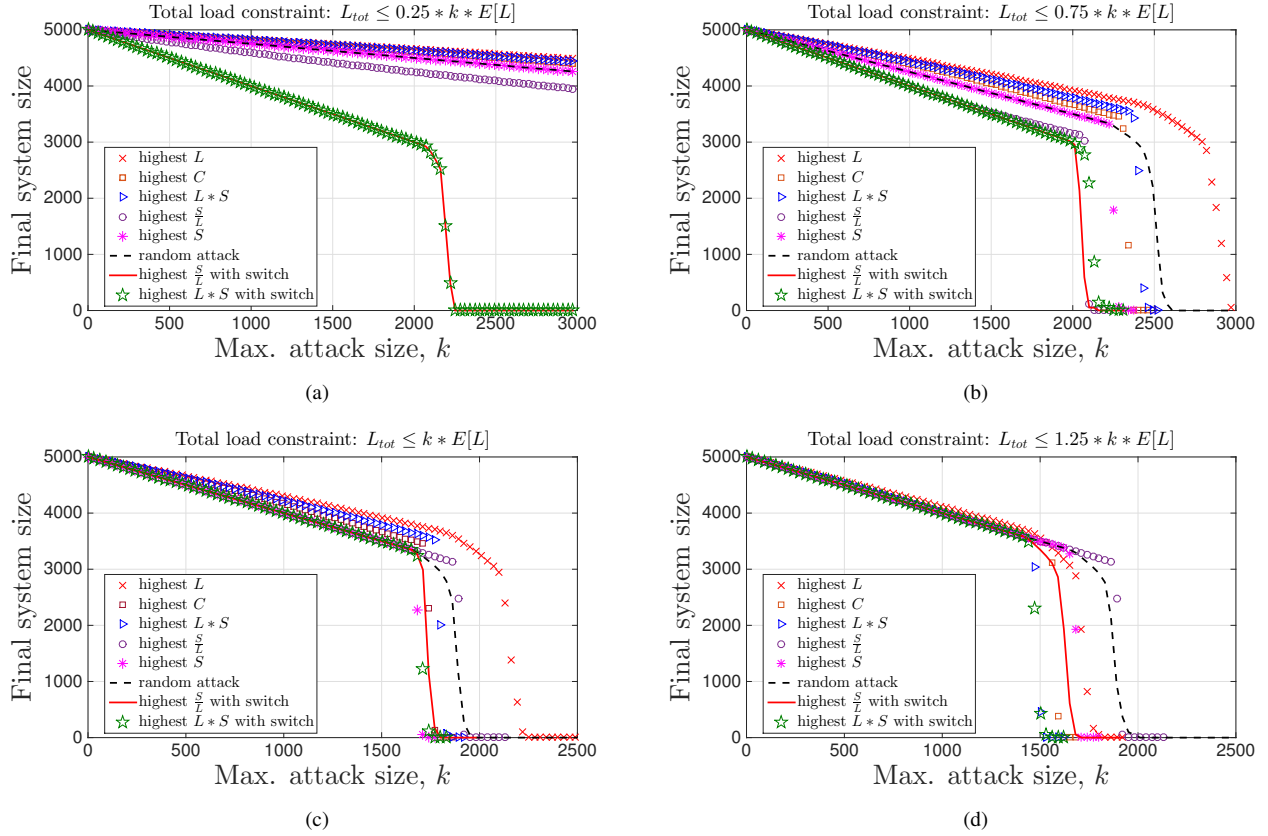 Total load constraint: $L_{tot} \leq 0.25 * k * E[L]$
Final system size
5000
4000
3000
2000
1000
0
highest $L$
highest $C$
highest $L * S$
highest $\frac{S}{L}$
highest $S$
random attack
highest $\frac{S}{L}$ with switch
highest $L * S$ with switch
0 500 1000 1500 2000 2500 3000
Max. attack size, $k$
(a)
Total load constraint: $L_{tot} \leq 0.75 * k * E[L]$
Final system size
5000
4000
3000
2000
1000
0
highest $L$
highest $C$
highest $L * S$
highest $\frac{S}{L}$
highest $S$
random attack
highest $\frac{S}{L}$ with switch
highest $L * S$ with switch
0 500 1000 1500 2000 2500 3000
Max. attack size, $k$
(b)
Total load constraint: $L_{tot} \leq k * E[L]$
Final system size
5000
4000
3000
2000
1000
0
highest $L$
highest $C$
highest $L * S$
highest $\frac{S}{L}$
highest $S$
random attack
highest $\frac{S}{L}$ with switch
highest $L * S$ with switch
0 500 1000 1500 2000 2500
Max. attack size, $k$
(c)
Total load constraint: $L_{tot} \leq 1.25 * k * E[L]$
Final system size
5000
4000
3000
2000
1000
0
highest $L$
highest $C$
highest $L * S$
highest $\frac{S}{L}$
highest $S$
random attack
highest $\frac{S}{L}$ with switch
highest $L * S$ with switch
0 500 1000 1500 2000 2500
Max. attack size, $k$
(d)